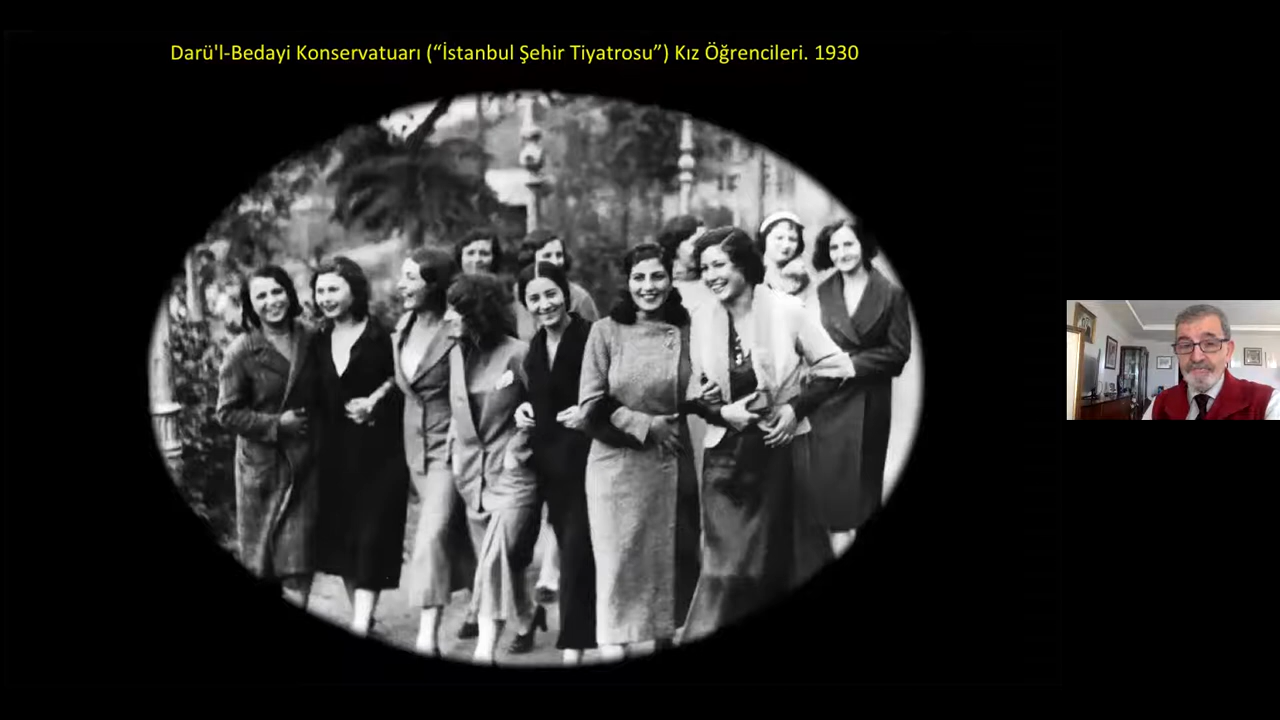 Darü'l-Bedayi Konservatuarı (“İstanbul Şehir Tiyatrosu”) Kız Öğrencileri. 1930